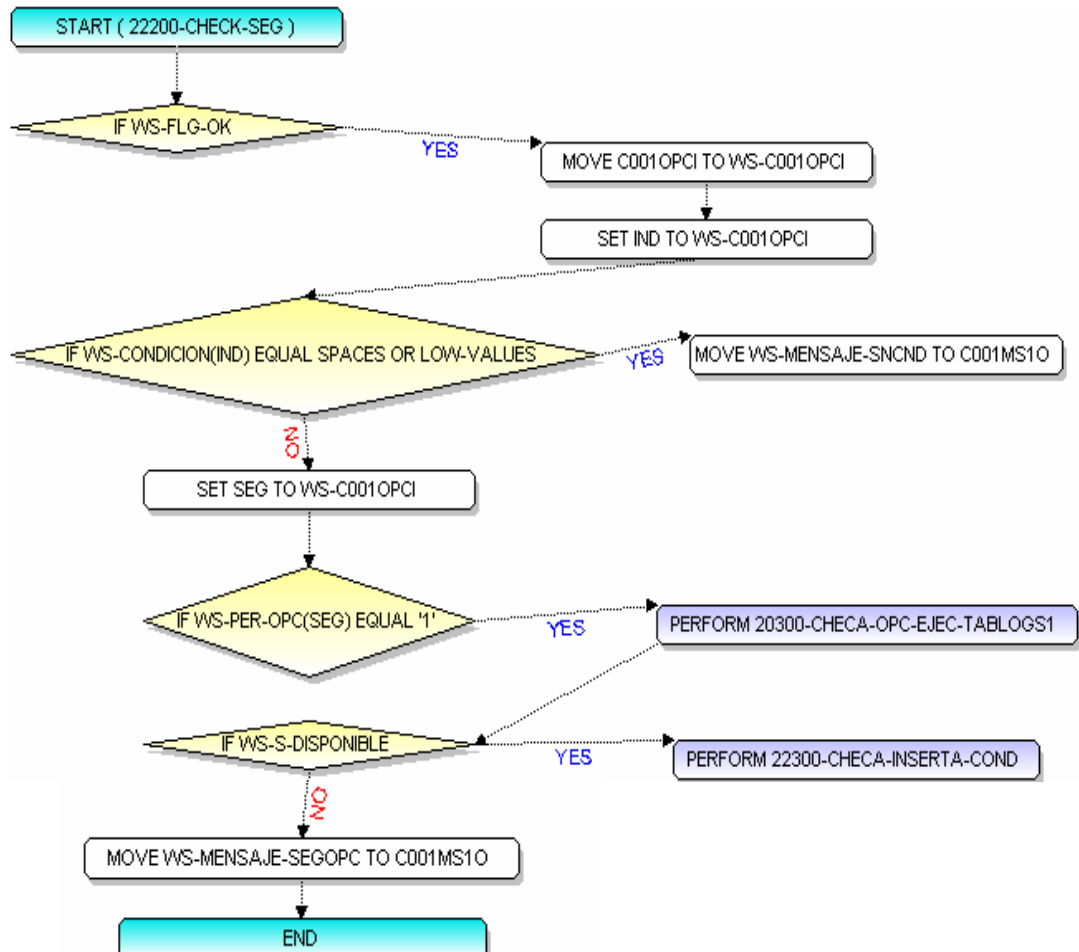 START ( 22200-CHECK-SEG )
IF WS-FLG-OK
YES
MOVE C001OPCI TO WS-C001OPCI
SET IND TO WS-C001OPCI
IF WS-CONDICION(IND) EQUAL SPACES OR LOW-VALUES
YES
MOVE WS-MENSAJE-SNCND TO C001MS1O
NO
SET SEG TO WS-C001OPCI
IF WS-PER-OPC(SEG) EQUAL '1'
YES
PERFORM 20300-CHECA-OPC-EJEC-TABLOGS1
IF WS-S-DISPONIBLE
YES
PERFORM 22300-CHECA-INSERTA-COND
NO
MOVE WS-MENSAJE-SEGOPC TO C001MS1O
END